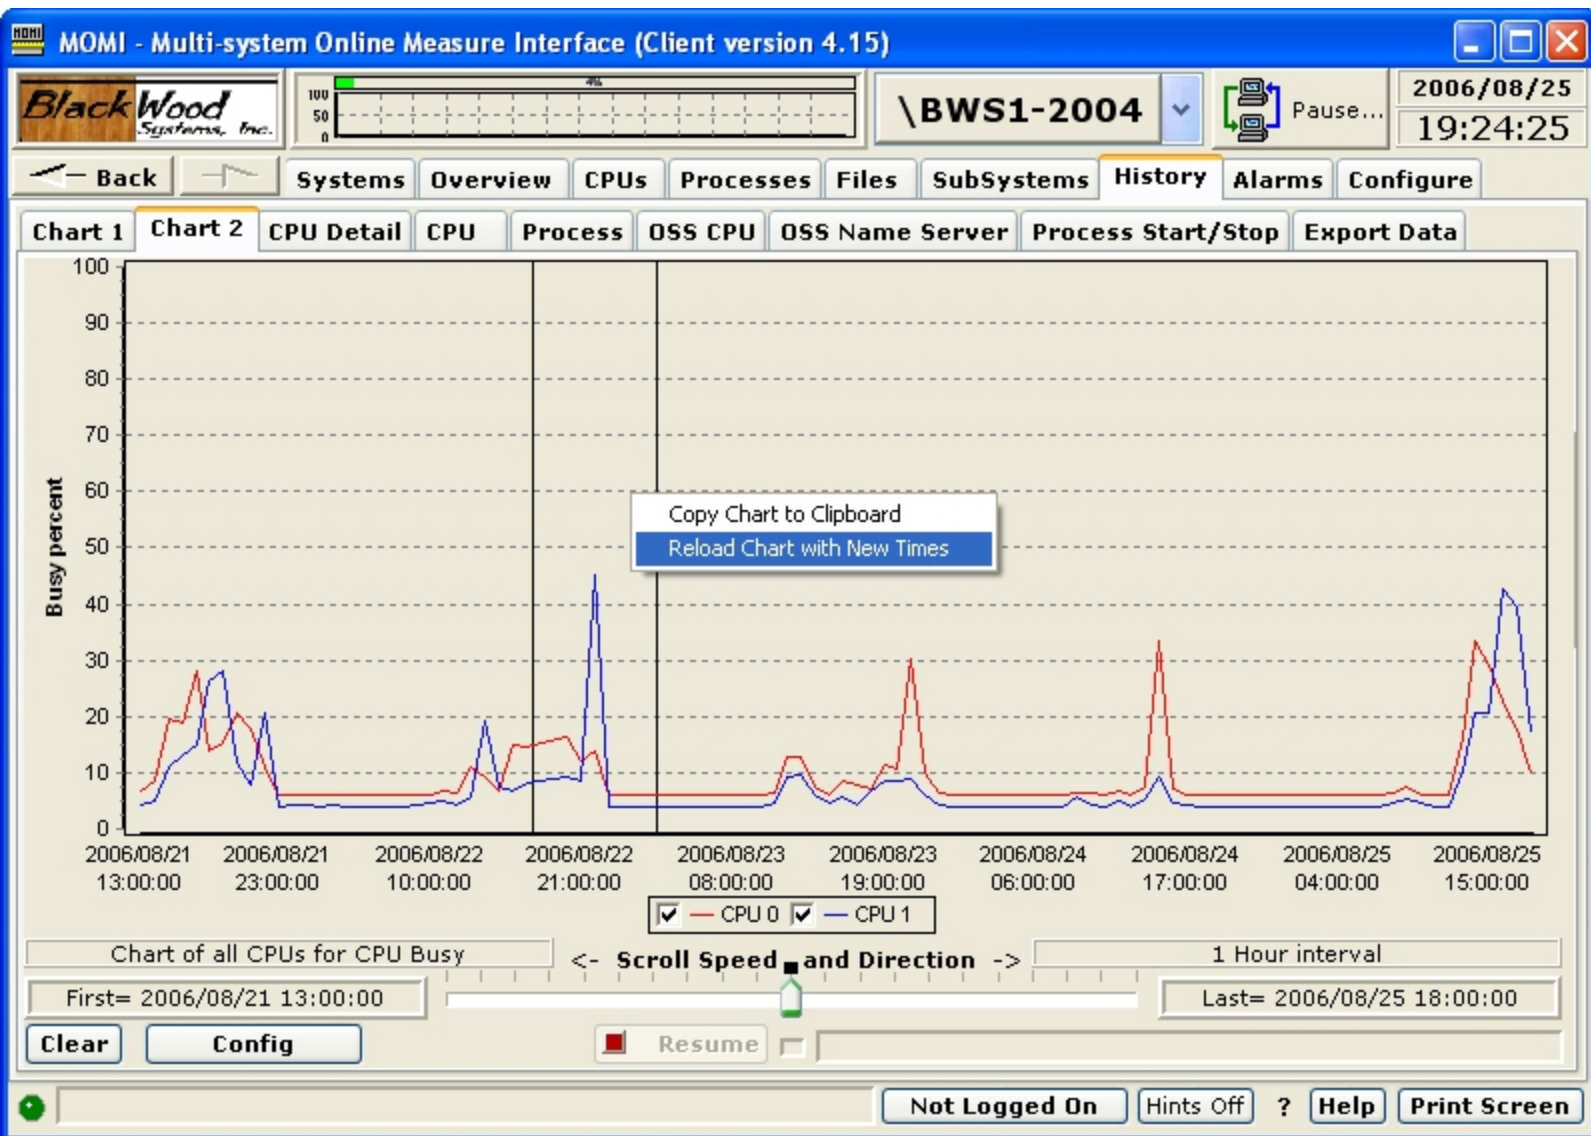 MOMI
MOMI - Multi-system Online Measure Interface (Client version 4.15)
BlackWood
Systems, Inc.
4%
100
50
0
\BWS1-2004
Pause...
2006/08/25
19:24:25
Back
Systems
Overview
CPUs
Processes
Files
SubSystems
History
Alarms
Configure
Chart 1
Chart 2
CPU Detail
CPU
Process
OSS CPU
OSS Name Server
Process Start/Stop
Export Data
Busy percent
100
90
80
70
60
50
40
30
20
10
0
Copy Chart to Clipboard
Reload Chart with New Times
2006/08/21 13:00:00
2006/08/21 23:00:00
2006/08/22 10:00:00
2006/08/22 21:00:00
2006/08/23 08:00:00
2006/08/23 19:00:00
2006/08/24 06:00:00
2006/08/24 17:00:00
2006/08/25 04:00:00
2006/08/25 15:00:00
CPU 0
CPU 1
Chart of all CPUs for CPU Busy
<- Scroll Speed and Direction ->
1 Hour interval
First= 2006/08/21 13:00:00
Last= 2006/08/25 18:00:00
Clear
Config
Resume
Not Logged On
Hints Off
?
Help
Print Screen